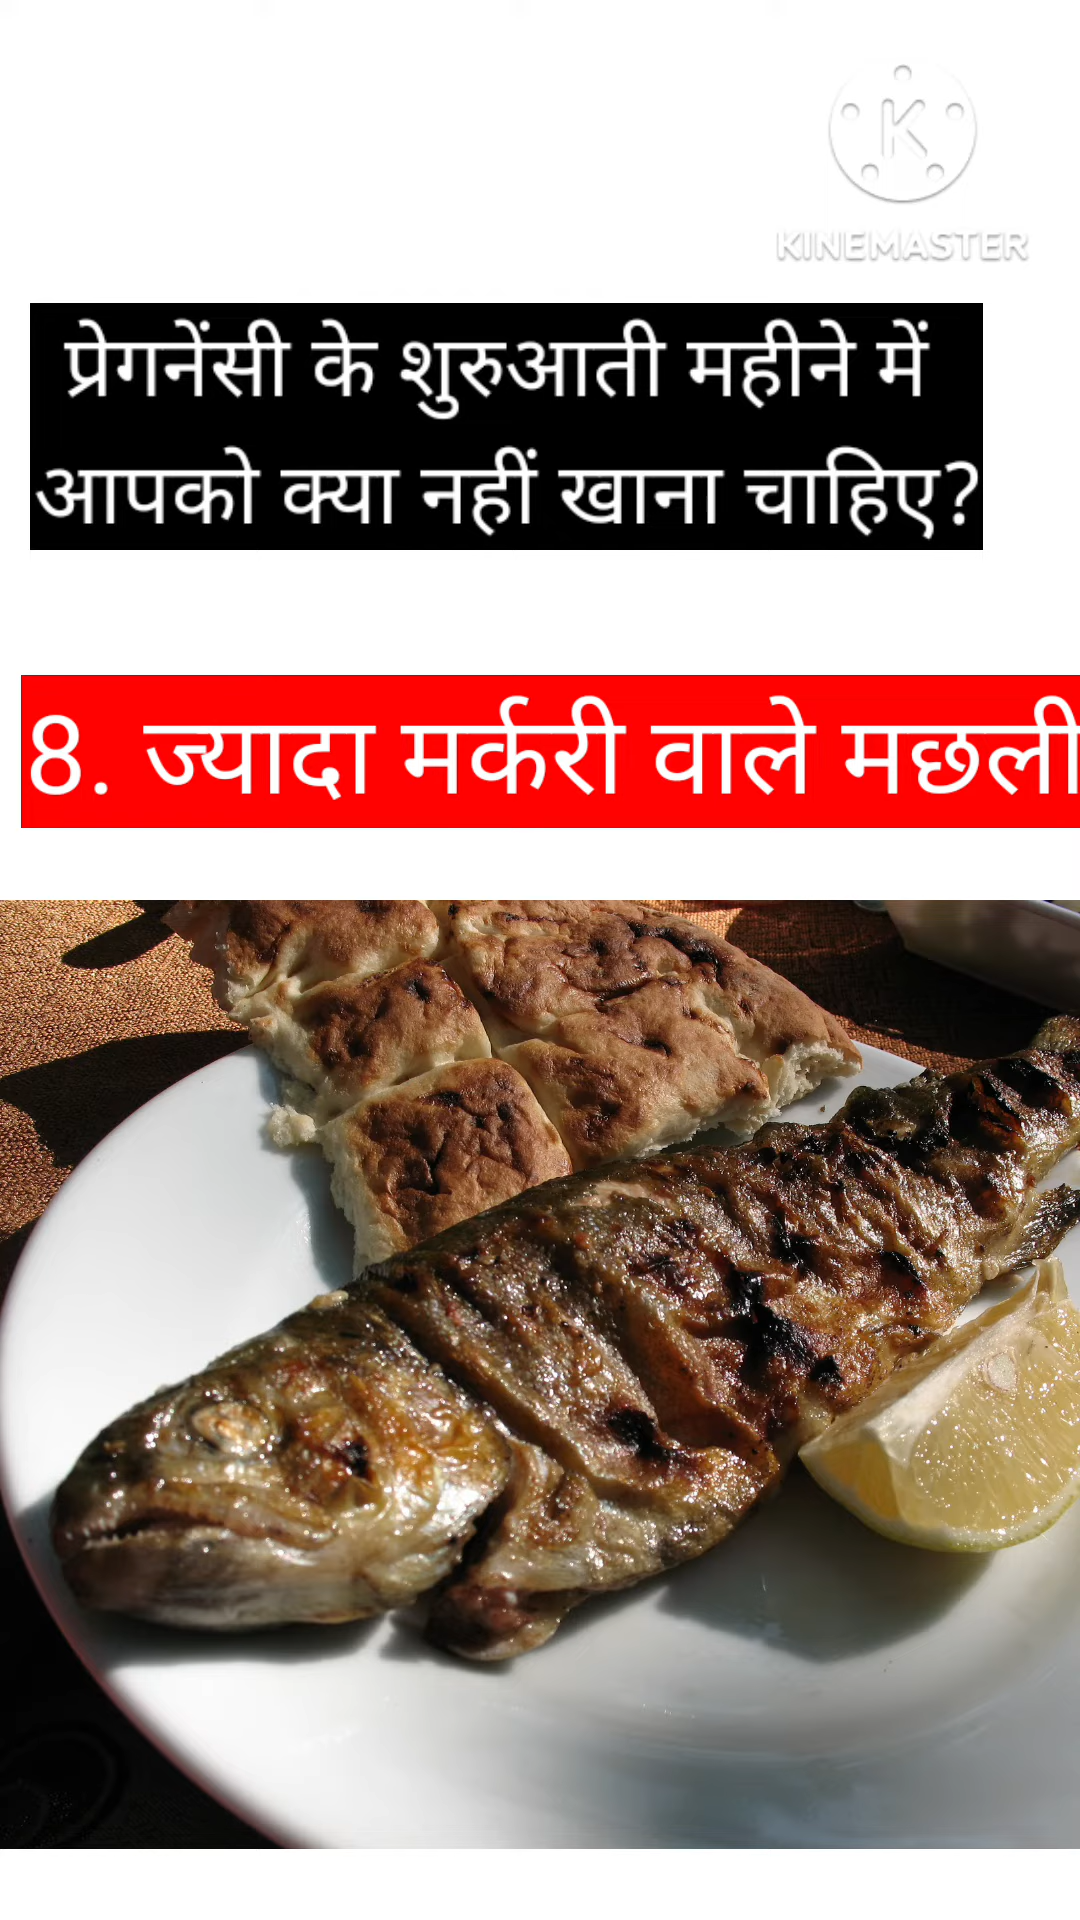 KINEMASTER
प्रेगनेंसी के शुरुआती महीने में
आपको क्या नहीं खाना चाहिए?
8. ज्यादा मर्करी वाले मछली